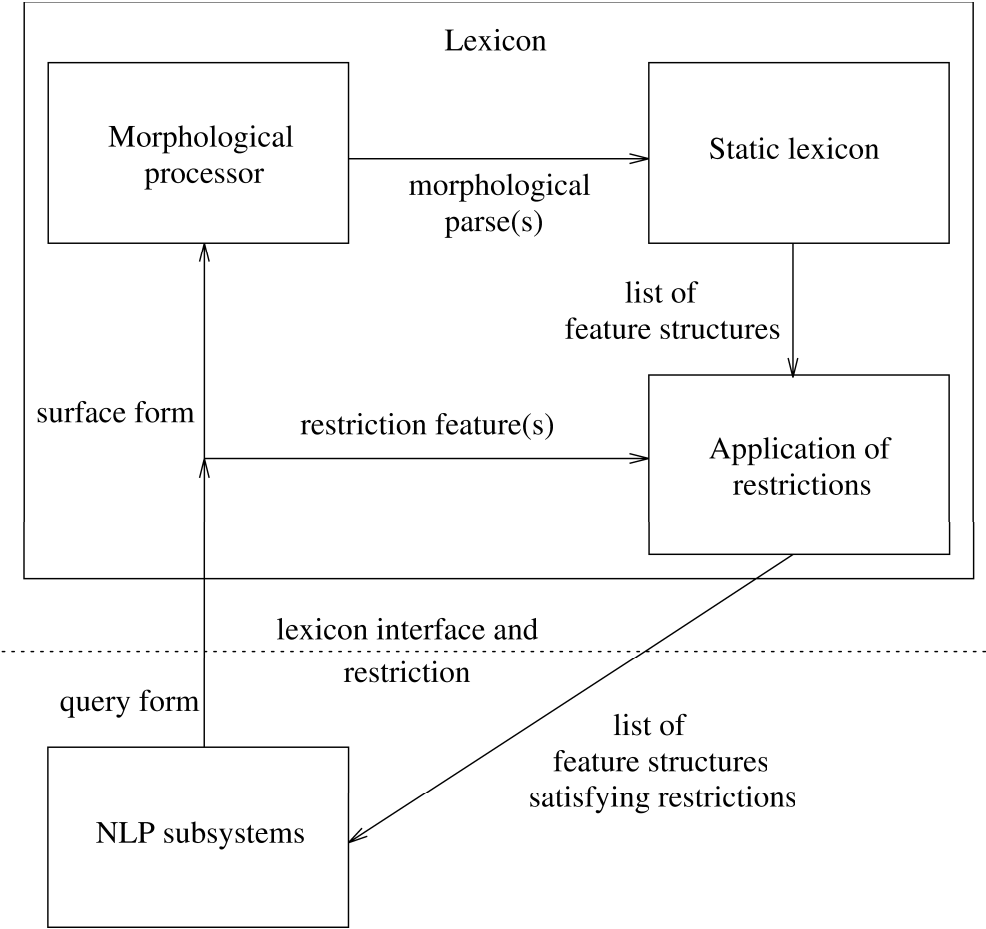 Lexicon
Morphological
processor
Static lexicon
morphological
parse(s)
list of
feature structures
surface form
restriction feature(s)
Application of
restrictions
lexicon interface and
restriction
query form
list of
feature structures
satisfying restrictions
NLP subsystems